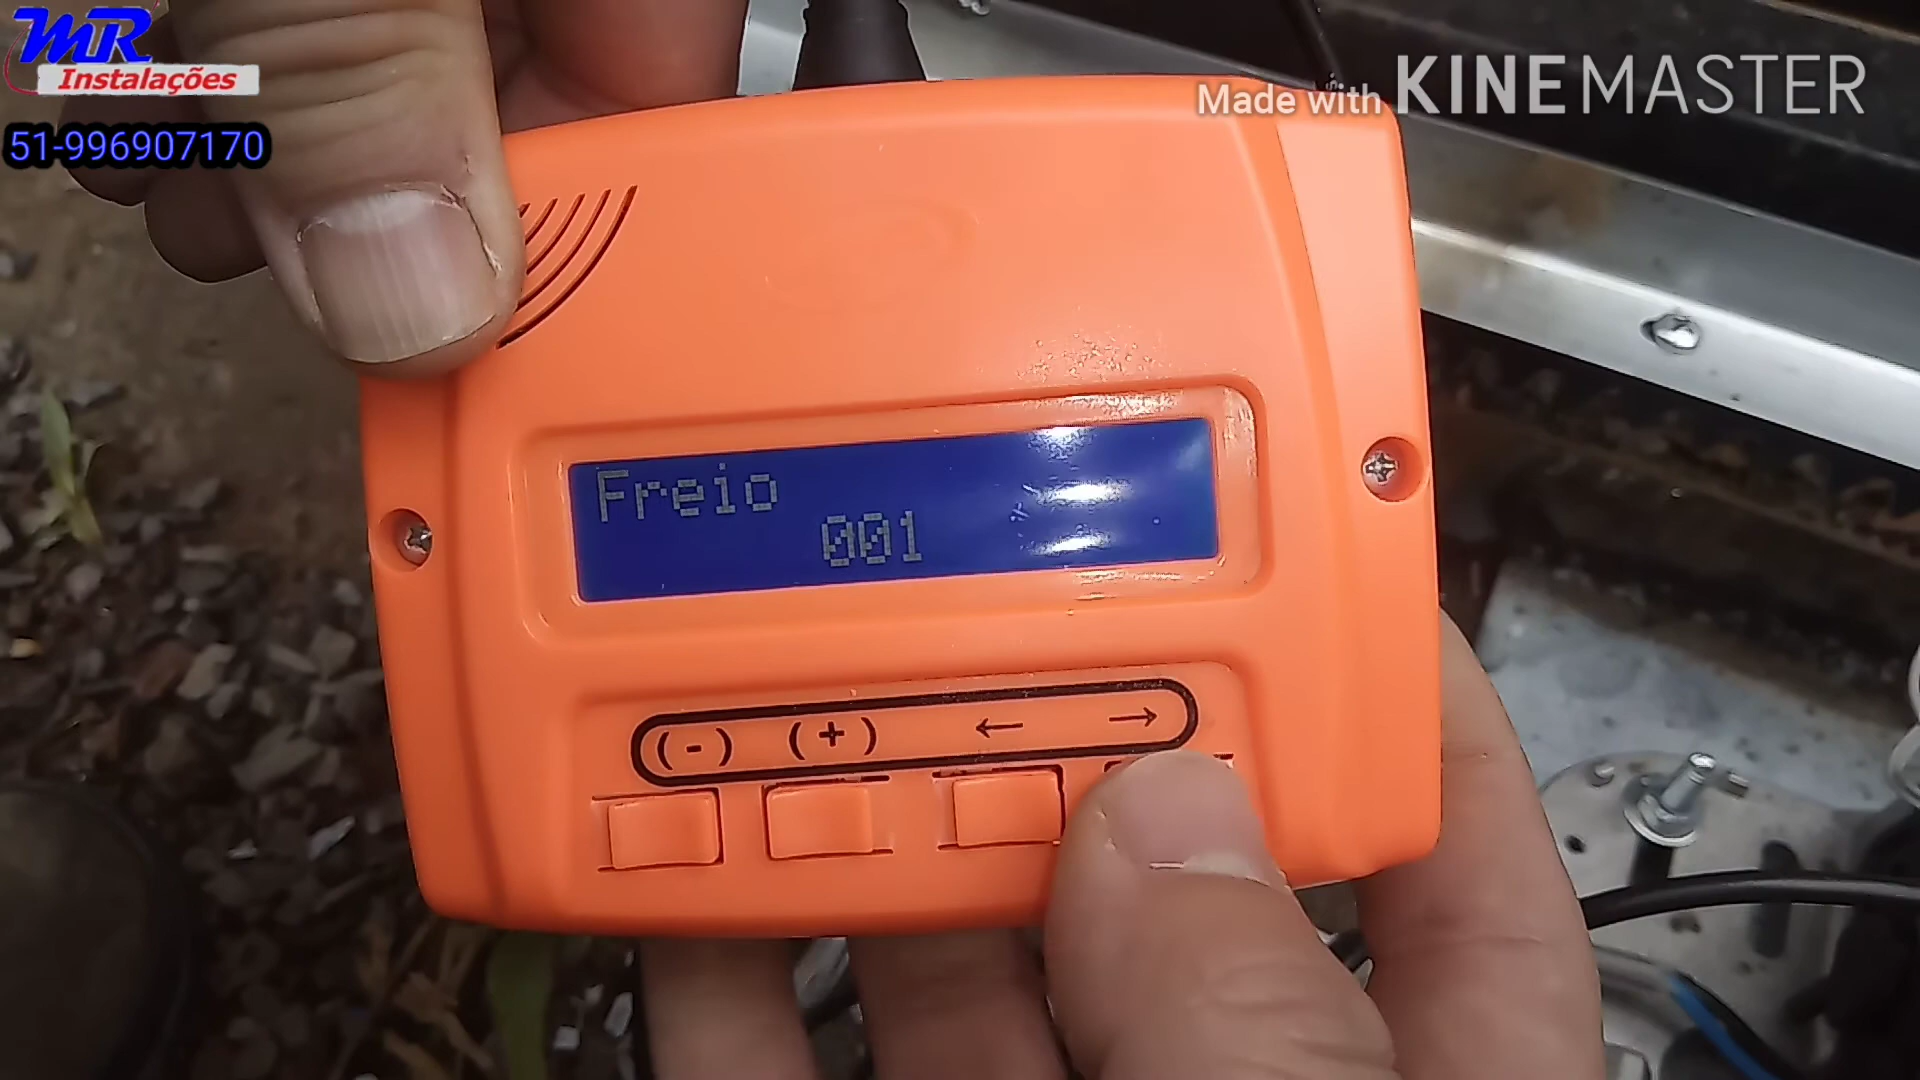 MR
Instalações
51-996907170
Made with KINEMASTER
Freio
001
(-) (+) ← →